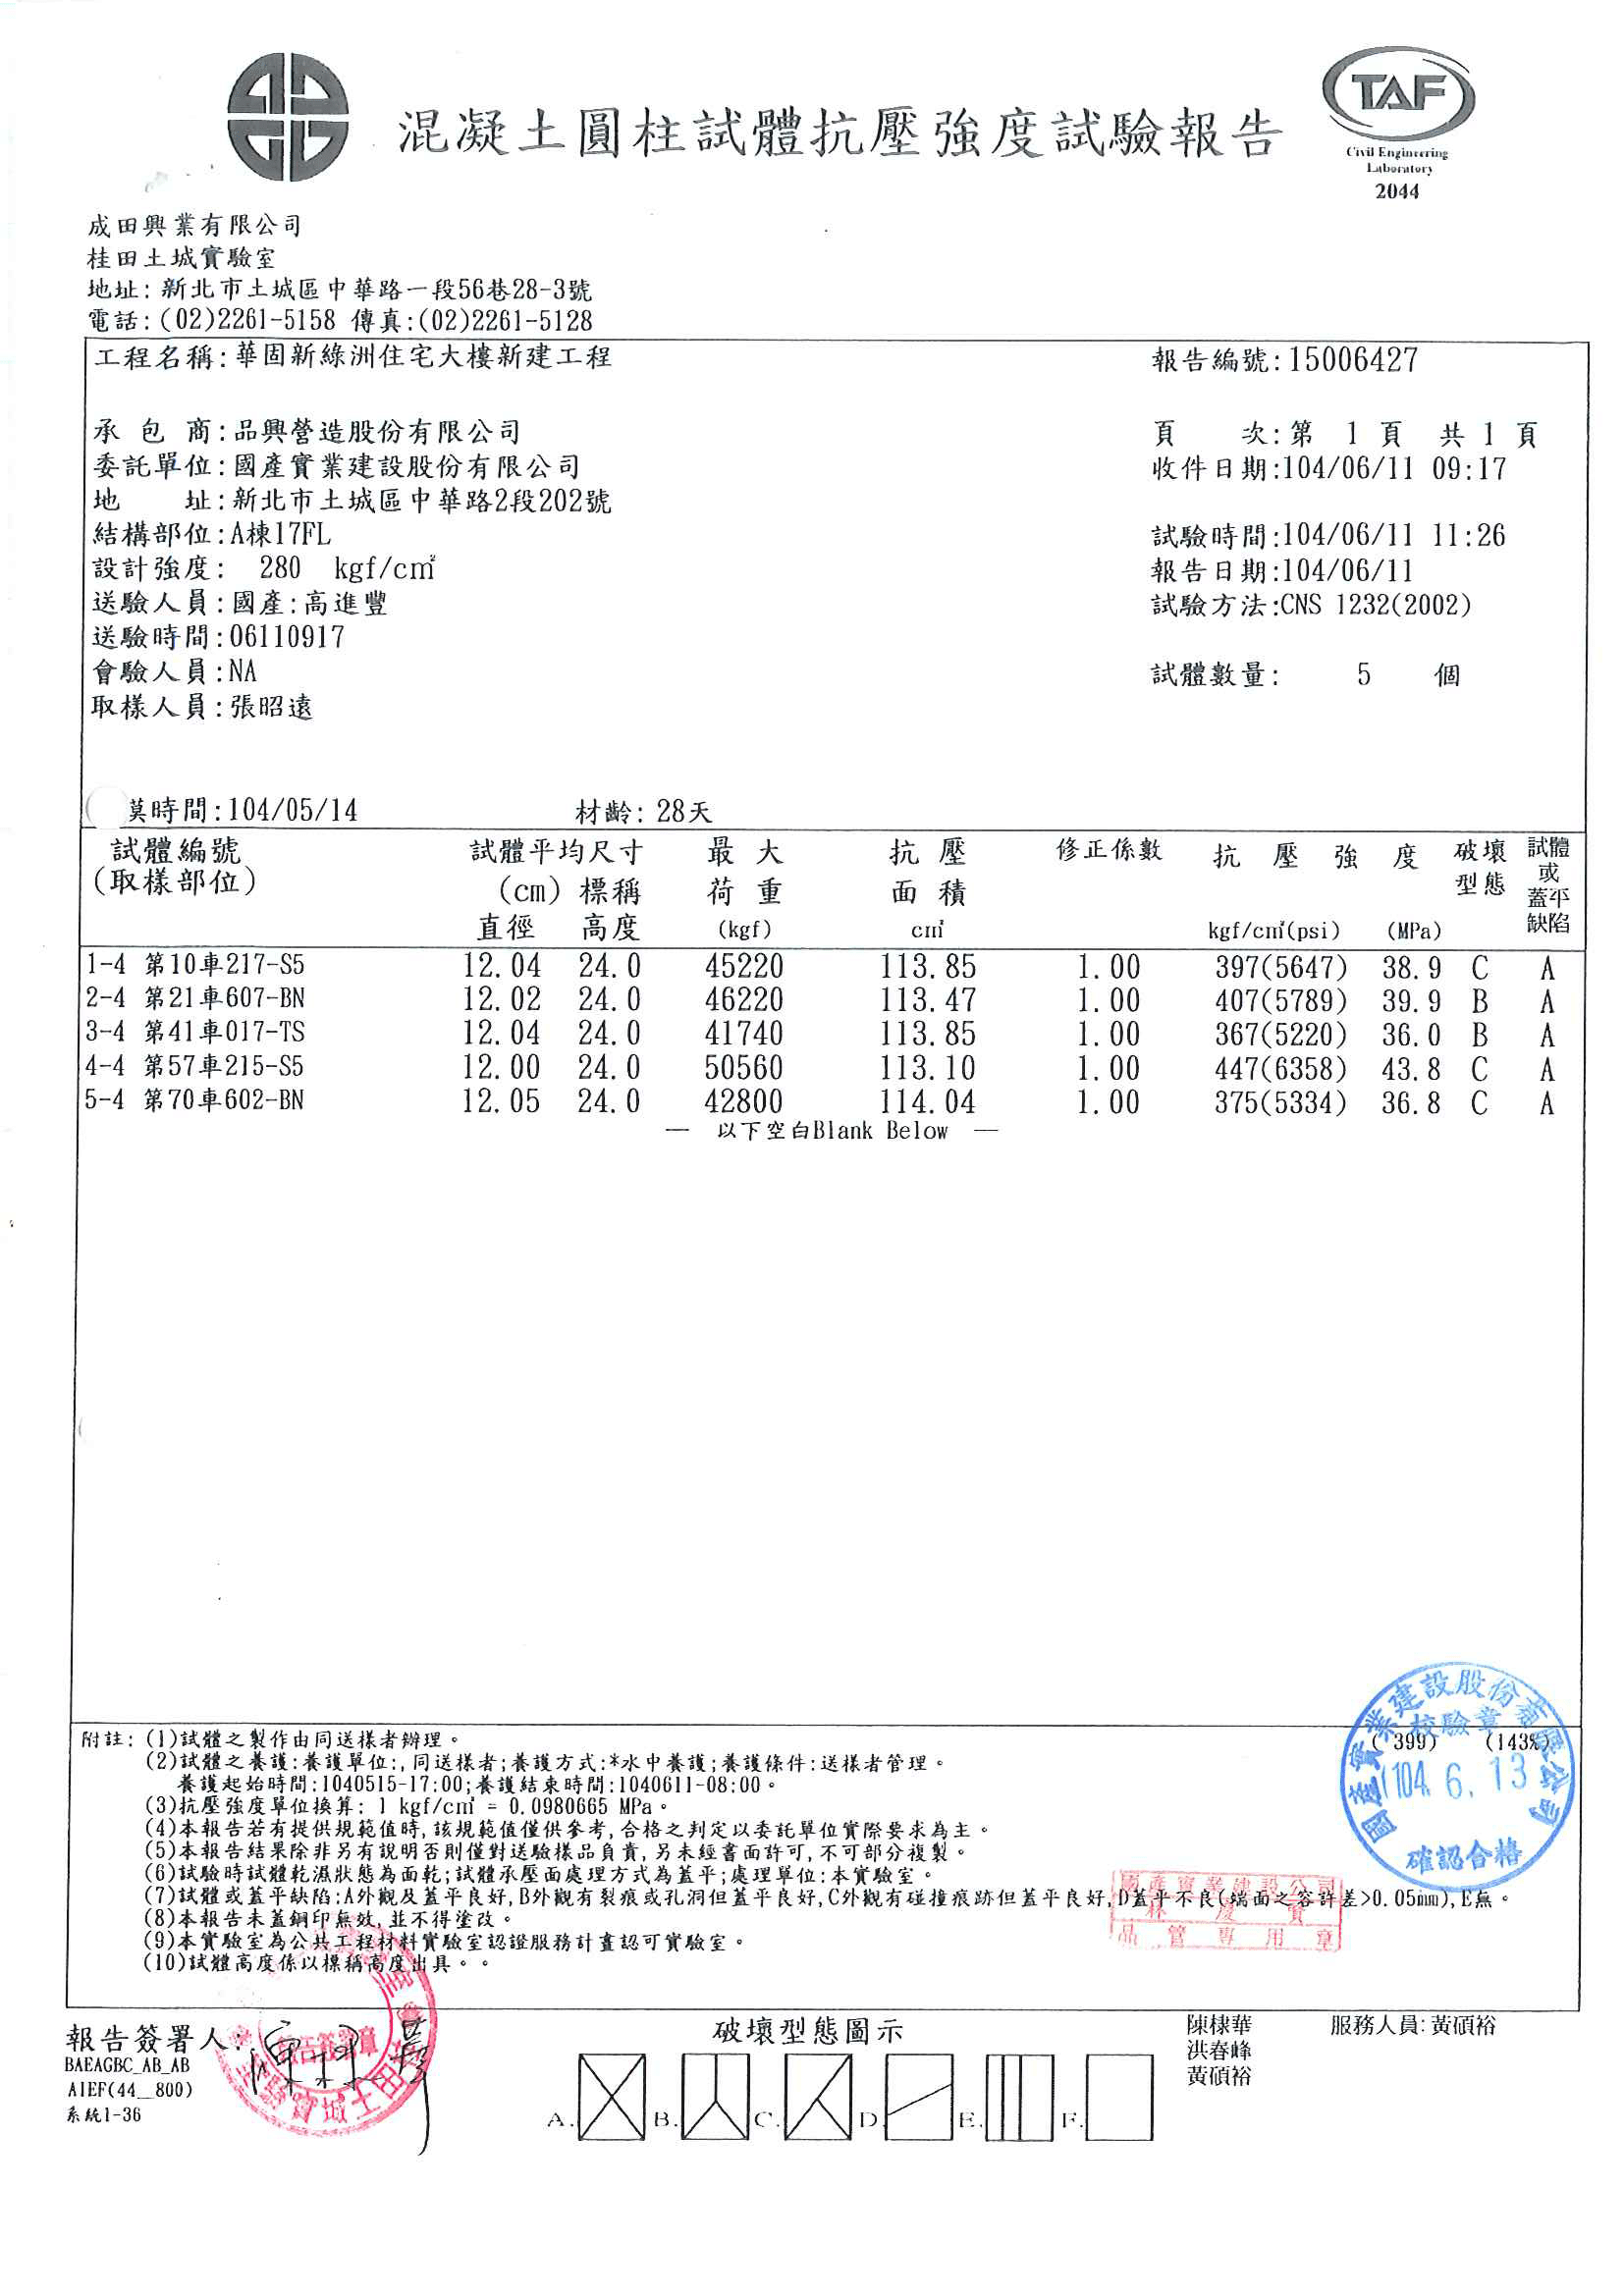 混凝土圓柱試體抗壓強度試驗報告
TAF
Civil Engineering
Laboratory
2044
成田興業有限公司
桂田土城實驗室
地址:新北市土城區中華路一段56巷28-3號
電話:(02)2261-5158 傳真:(02)2261-5128
工程名稱:華固新綠洲住宅大樓新建工程 報告編號:15006427
承包商:品興營造股份有限公司 頁次:第 1 頁 共 1 頁
委託單位:國產實業建設股份有限公司 收件日期:104/06/11 09:17
地址:新北市土城區中華路2段202號
結構部位:A棟17FL 試驗時間:104/06/11 11:26
設計強度: 280 kgf/cm² 報告日期:104/06/11
送驗人員:國產:高進豐 試驗方法:CNS 1232(2002)
送驗時間:06110917
會驗人員:NA 試體數量: 5 個
取樣人員:張昭遠
莫時間:104/05/14 材齡: 28天
試體編號 試體平均尺寸 最大 抗壓 修正係數 抗壓強度 破壞 試體
(取樣部位) (cm) 標稱 荷重 面積 型態 或
蓋平
直徑 高度 (kgf) cm² kgf/cm²(psi) (MPa) 缺陷
1-4 第10車217-S5 12.04 24.0 45220 113.85 1.00 397(5647) 38.9 C A
2-4 第21車607-BN 12.02 24.0 46220 113.47 1.00 407(5789) 39.9 B A
3-4 第41車017-TS 12.04 24.0 41740 113.85 1.00 367(5220) 36.0 B A
4-4 第57車215-S5 12.00 24.0 50560 113.10 1.00 447(6358) 43.8 C A
5-4 第70車602-BN 12.05 24.0 42800 114.04 1.00 375(5334) 36.8 C A
— 以下空白Blank Below —
附註: (1)試體之製作由同送樣者辦理。 (399) (143%)
(2)試體之養護:養護單位:,同送樣者;養護方式:*水中養護;養護條件:送樣者管理。
養護起始時間:1040515-17:00;養護結束時間:1040611-08:00。
(3)抗壓強度單位換算: 1 kgf/cm² = 0.0980665 MPa。
(4)本報告若有提供規範值時,該規範值僅供參考,合格之判定以委託單位實際要求為主。
(5)本報告結果除非另有說明否則僅對送驗樣品負責,另未經書面許可,不可部分複製。
(6)試驗時試體乾濕狀態為面乾;試體承壓面處理方式為蓋平;處理單位:本實驗室。
(7)試體或蓋平缺陷:A外觀及蓋平良好,B外觀有裂痕或孔洞但蓋平良好,C外觀有碰撞痕跡但蓋平良好,D蓋平不良(端面之容許差>0.05mm),E無。
(8)本報告未蓋鋼印無效,並不得塗改。
(9)本實驗室為公共工程材料實驗室認證服務計畫認可實驗室。
(10)試體高度係以標稱高度出具。。
國產實業建設股份有限公司
校驗章
104. 6. 13
確認合格
國產實業建設公司
林慶實
品管專用章
報告簽署人:
報告簽署章
BAEAGBC_AB_AB
A1EF(44__800)
系統1-36
破壞型態圖示
A. B. C. D. E. F.
陳棣華 服務人員:黃碩裕
洪春峰
黃碩裕